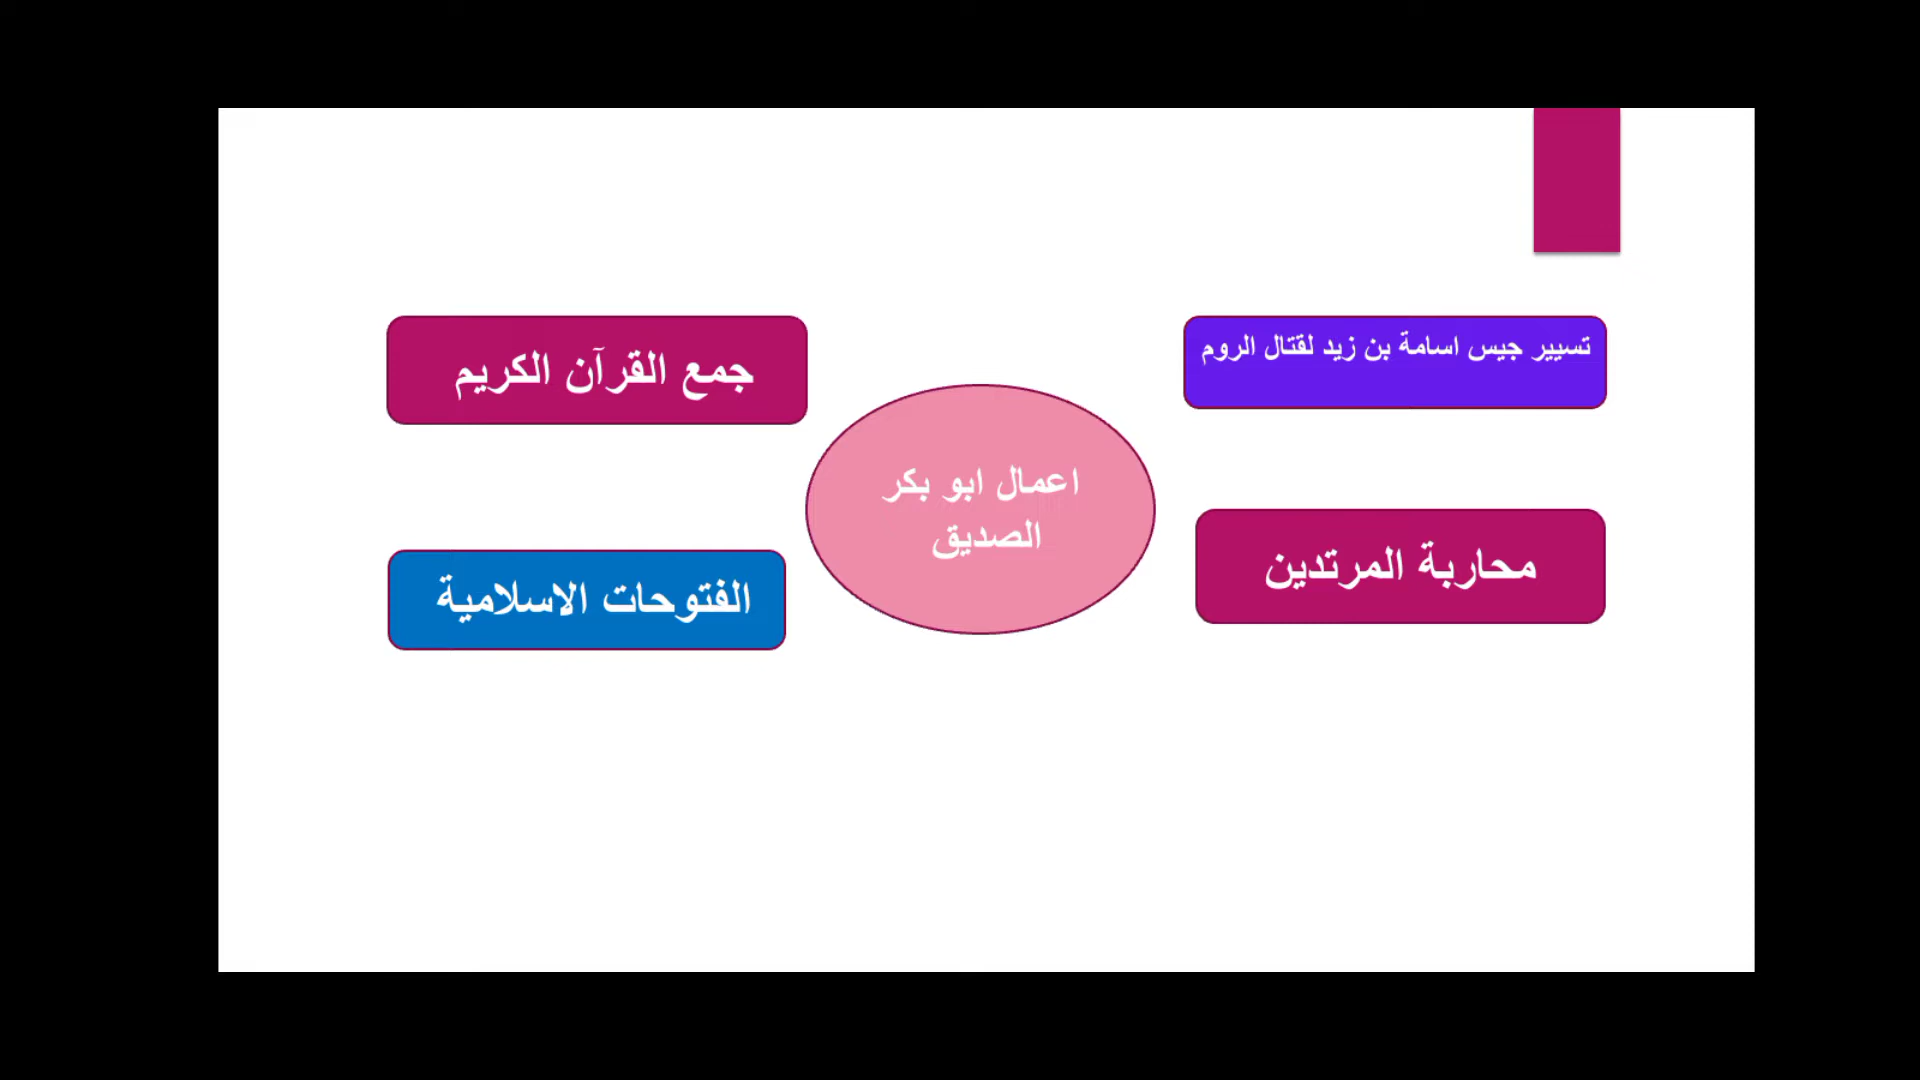 تسيير جيس اسامة بن زيد لقتال الروم
جمع القرآن الكريم
اعمال ابو بكر
الصديق
محاربة المرتدين
الفتوحات الاسلامية